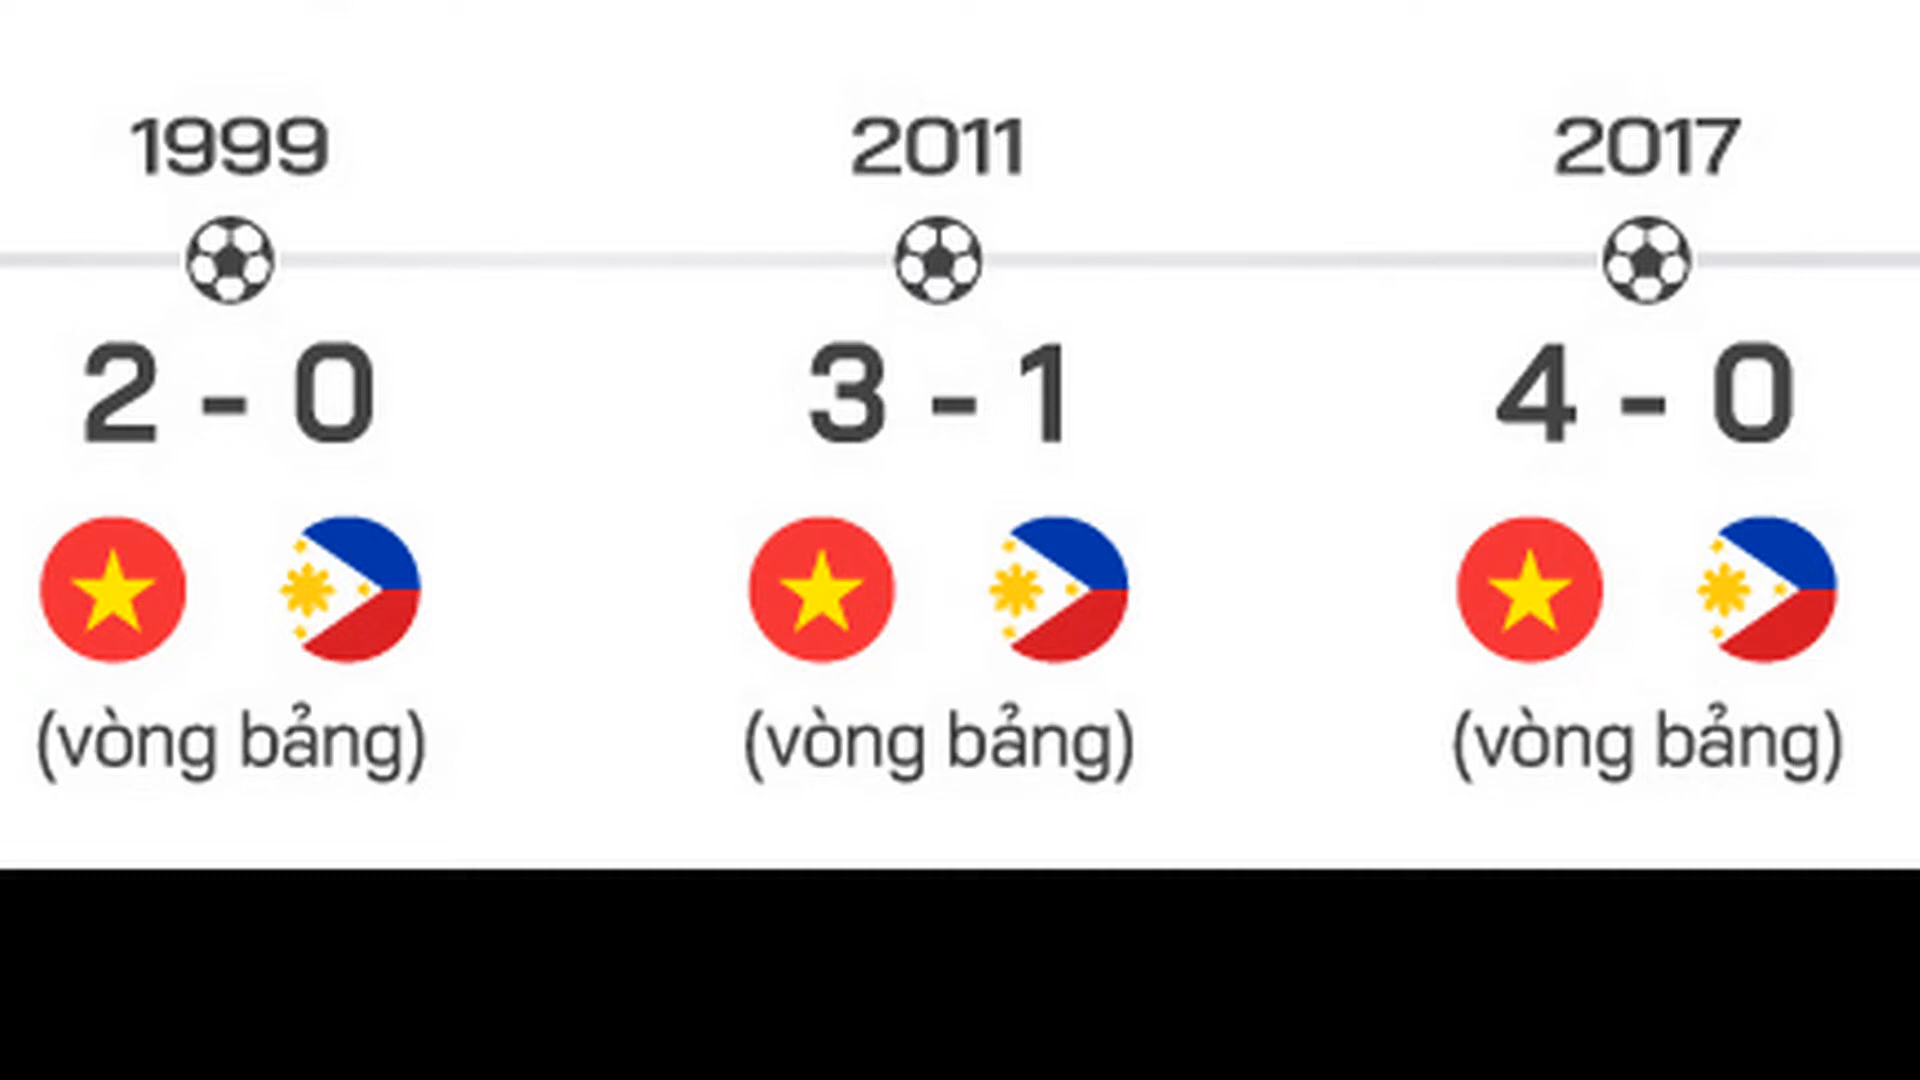 1999 2011 2017
2 - 0 3 - 1 4 - 0
(vòng bảng) (vòng bảng) (vòng bảng)